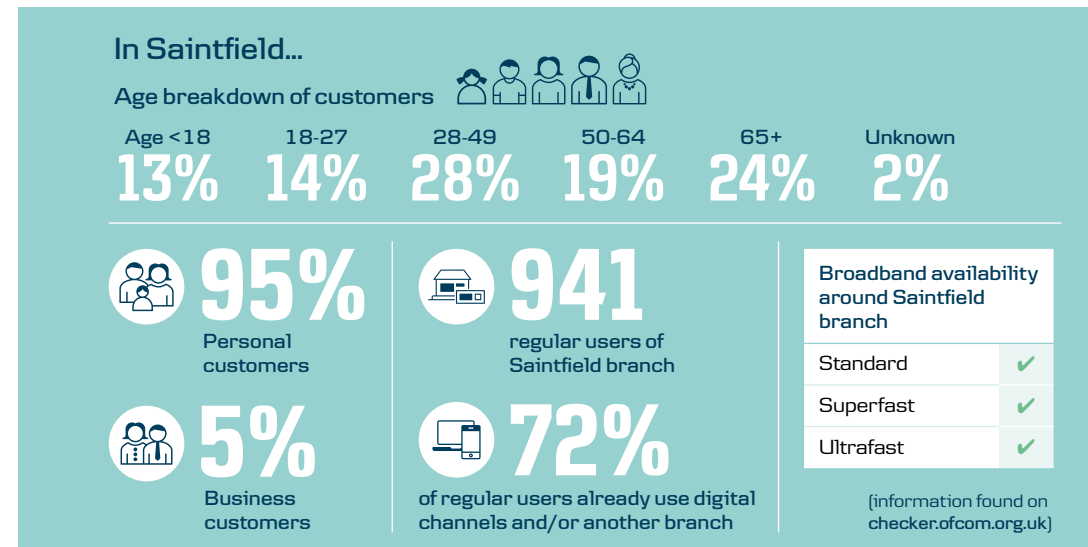 In Saintfield...
Age breakdown of customers
Age <18 18-27 28-49 50-64 65+ Unknown
13% 14% 28% 19% 24% 2%
95%
Personal
customers
5%
Business
customers
941
regular users of
Saintfield branch
72%
of regular users already use digital
channels and/or another branch
Broadband availability
around Saintfield
branch
Standard ✔
Superfast ✔
Ultrafast ✔
(information found on
checker.ofcom.org.uk)